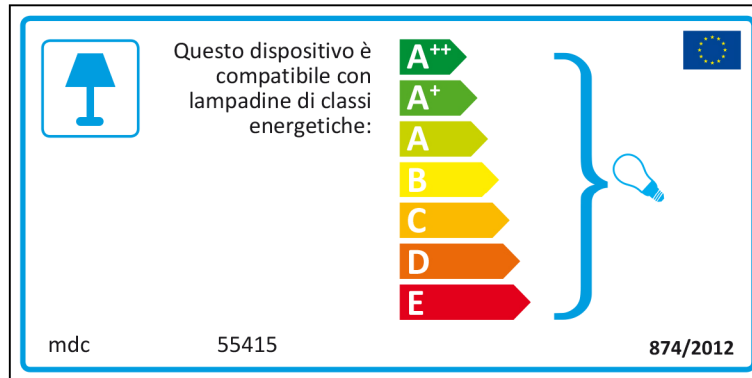 Questo dispositivo è
compatibile con
lampadine di classi
energetiche:
A++
A+
A
B
C
D
E
mdc 55415 874/2012